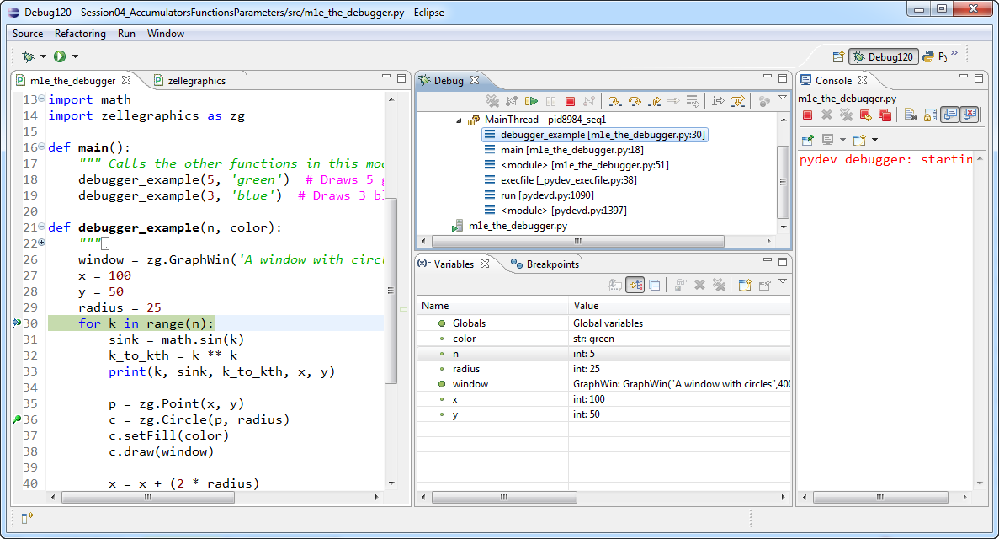 Debug120 - Session04_AccumulatorsFunctionsParameters/src/m1e_the_debugger.py - Eclipse
Source Refactoring Run Window
Debug120 Py
m1e_the_debugger zellegraphics
13 import math
14 import zellegraphics as zg
15
16 def main():
17 """ Calls the other functions in this mo
18 debugger_example(5, 'green') # Draws 5 g
19 debugger_example(3, 'blue') # Draws 3 bl
20
21 def debugger_example(n, color):
22 """..
26 window = zg.GraphWin('A window with circ
27 x = 100
28 y = 50
29 radius = 25
30 for k in range(n):
31 sink = math.sin(k)
32 k_to_kth = k ** k
33 print(k, sink, k_to_kth, x, y)
34
35 p = zg.Point(x, y)
36 c = zg.Circle(p, radius)
37 c.setFill(color)
38 c.draw(window)
39
40 x = x + (2 * radius)
Debug
MainThread - pid8984_seq1
debugger_example [m1e_the_debugger.py:30]
main [m1e_the_debugger.py:18]
<module> [m1e_the_debugger.py:51]
execfile [_pydev_execfile.py:38]
run [pydevd.py:1090]
<module> [pydevd.py:1397]
m1e_the_debugger.py
(x)= Variables Breakpoints
Name Value
Globals Global variables
color str: green
n int: 5
radius int: 25
window GraphWin: GraphWin("A window with circles",400
x int: 100
y int: 50
Console
m1e_the_debugger.py
pydev debugger: startin